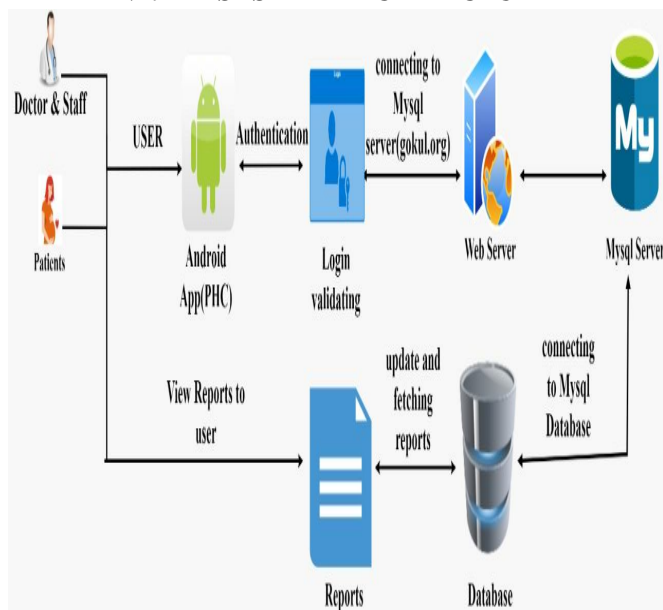 Doctor & Staff
USER
Authentication
connecting to
Mysql
server(gokul.org)
My
Patients
Android
App(PHC)
Login
Login
validating
Web Server
Mysql Server
View Reports to
user
update and
fetching
reports
connecting
to Mysql
Database
Reports
Database